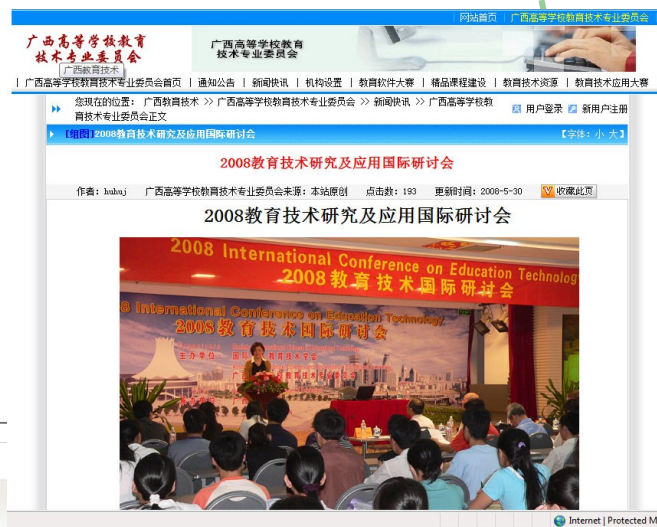 网站首页 | 广西高等学校教育技术专业委员会
广西高等学校教育
技术专业委员会
广西高等学校教育
技术专业委员会
广西教育技术
| 广西高等学校教育技术专业委员会首页 | 通知公告 | 新闻快讯 | 机构设置 | 教育软件大赛 | 精品课程建设 | 教育技术资源 | 教育技术应用大赛
您现在的位置: 广西教育技术 >> 广西高等学校教育技术专业委员会 >> 新闻快讯 >> 广西高等学校教
育技术专业委员会正文
用户登录 新用户注册
[组图]2008教育技术研究及应用国际研讨会
【字体: 小 大】
2008教育技术研究及应用国际研讨会
作者: huhuj 广西高等学校教育技术专业委员会来源: 本站原创 点击数: 193 更新时间: 2008-5-30 收藏此页
2008教育技术研究及应用国际研讨会
2008 International Conference on Education Technology
2008教育技术国际研讨会
8 International Conference on Education Technology
2008教育技术国际研讨会
主办单位
Internet | Protected M